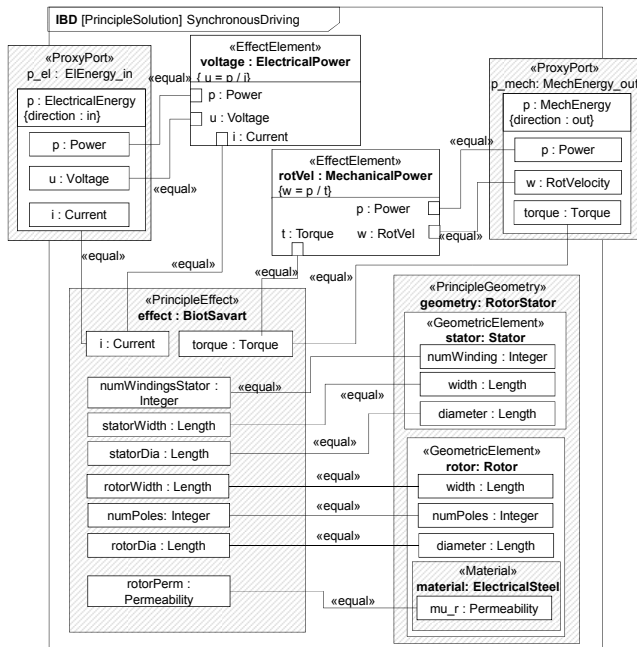 IBD [PrincipleSolution] SynchronousDriving
«ProxyPort»
p_el : ElEnergy_in
p : ElectricalEnergy
{direction : in}
p : Power
u : Voltage
i : Current
«equal»
«equal»
«equal»
«EffectElement»
voltage : ElectricalPower
{ u = p / i}
p : Power
u : Voltage
i : Current
«equal»
«EffectElement»
rotVel : MechanicalPower
{w = p / t}
p : Power
t : Torque
w : RotVel
«equal»
«equal»
«equal»
«equal»
«ProxyPort»
p_mech: MechEnergy_out
p : MechEnergy
{direction : out}
p : Power
w : RotVelocity
torque : Torque
«PrincipleEffect»
effect : BiotSavart
i : Current
torque : Torque
numWindingsStator :
Integer
statorWidth : Length
statorDia : Length
rotorWidth : Length
numPoles: Integer
rotorDia : Length
rotorPerm :
Permeability
«equal»
«equal»
«equal»
«equal»
«equal»
«equal»
«equal»
«PrincipleGeometry»
geometry: RotorStator
«GeometricElement»
stator: Stator
numWinding : Integer
width : Length
diameter : Length
«GeometricElement»
rotor: Rotor
width : Length
numPoles : Integer
diameter : Length
«Material»
material: ElectricalSteel
mu_r : Permeability